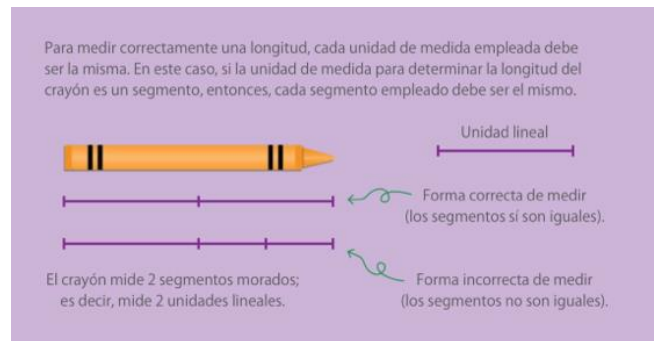 Para medir correctamente una longitud, cada unidad de medida empleada debe
ser la misma. En este caso, si la unidad de medida para determinar la longitud del
crayón es un segmento, entonces, cada segmento empleado debe ser el mismo.
Unidad lineal
Forma correcta de medir
(los segmentos sí son iguales).
El crayón mide 2 segmentos morados;
es decir, mide 2 unidades lineales.
Forma incorrecta de medir
(los segmentos no son iguales).